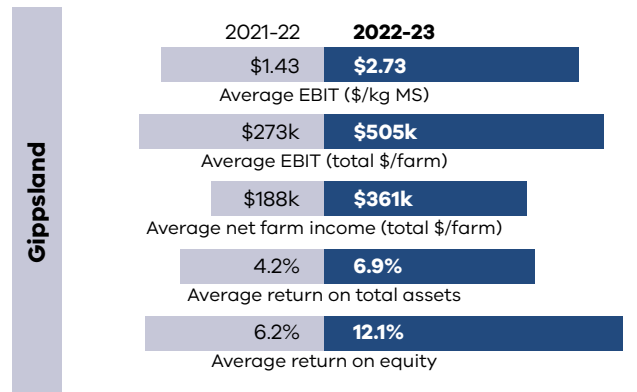 Gippsland
2021-22 2022-23
$1.43 $2.73
Average EBIT ($/kg MS)
$273k $505k
Average EBIT (total $/farm)
$188k $361k
Average net farm income (total $/farm)
4.2% 6.9%
Average return on total assets
6.2% 12.1%
Average return on equity